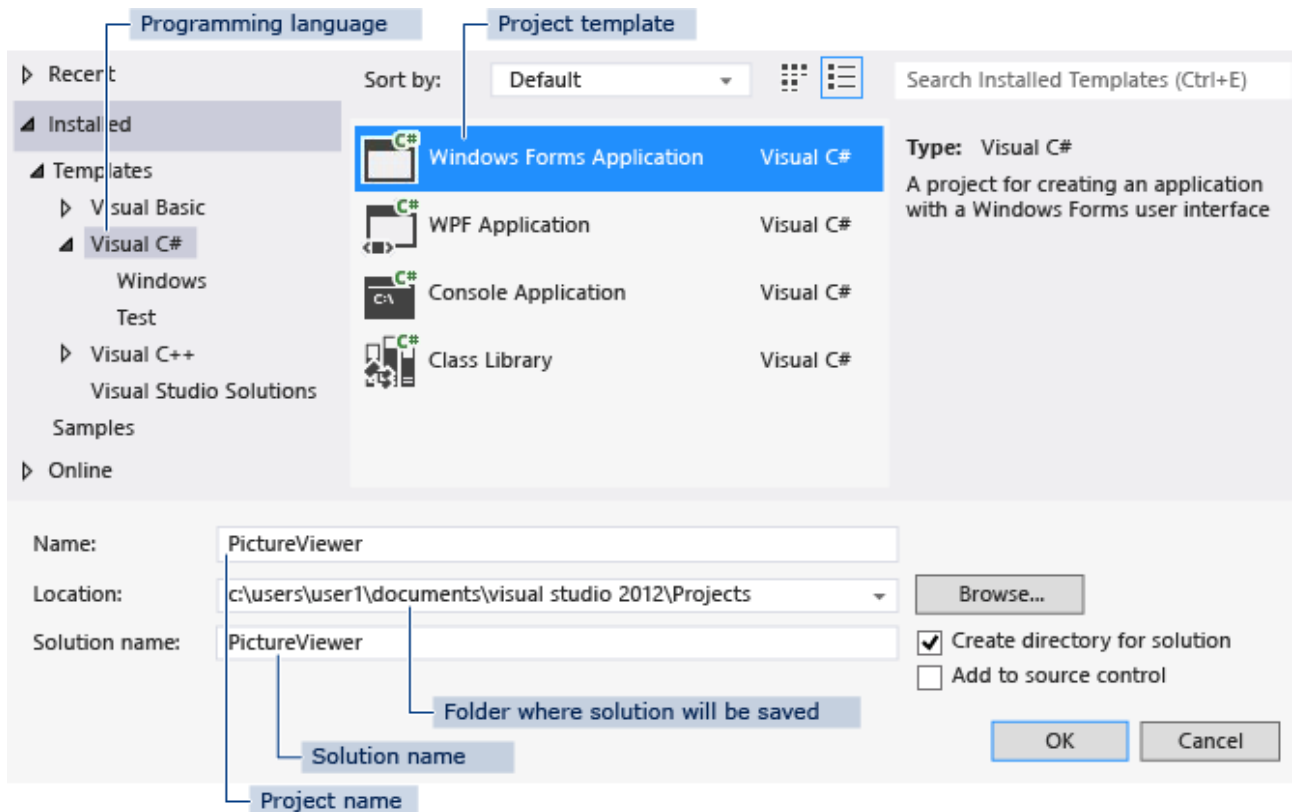 Programming language
Project template
Recent
Sort by:
Default
Search Installed Templates (Ctrl+E)
Installed
Templates
Visual Basic
Visual C#
Windows
Test
Visual C++
Visual Studio Solutions
Samples
Online
C#
Windows Forms Application Visual C#
C#
WPF Application Visual C#
C#
C:\
Console Application Visual C#
C#
Class Library Visual C#
Type: Visual C#
A project for creating an application
with a Windows Forms user interface
Name: PictureViewer
Location: c:\users\user1\documents\visual studio 2012\Projects Browse...
Solution name: PictureViewer
Create directory for solution
Add to source control
Folder where solution will be saved
OK Cancel
Solution name
Project name